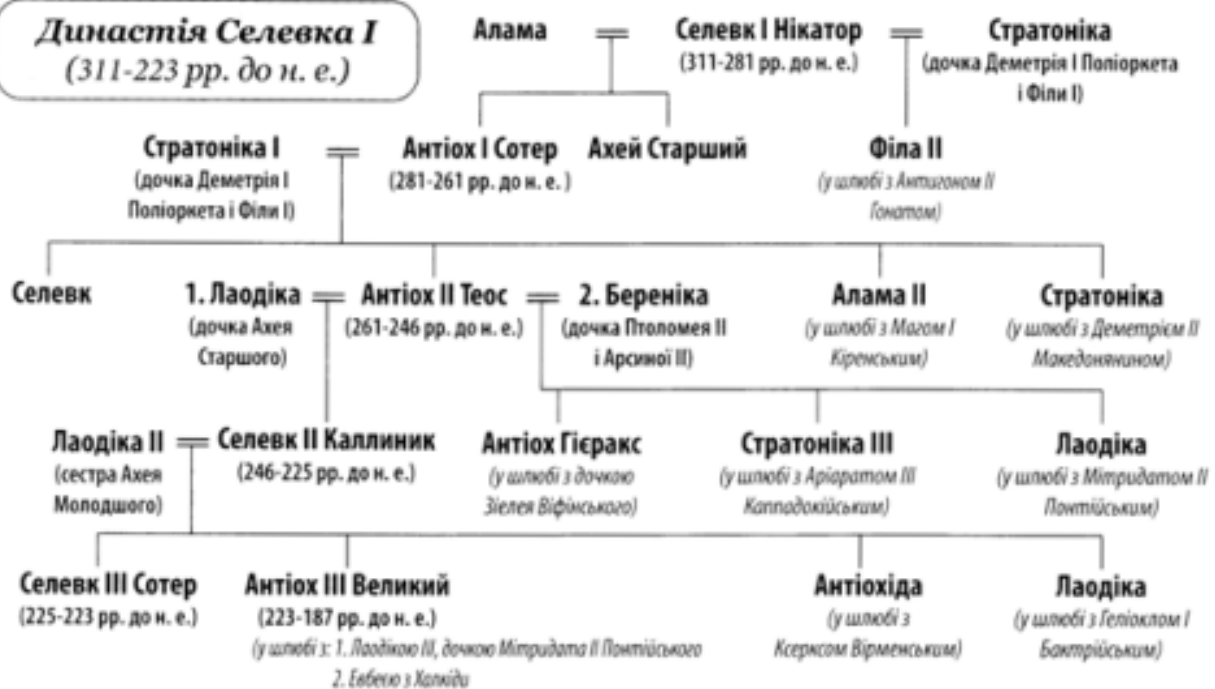 Династія Селевка I
(311-223 рр. до н. е.)
Алама
Селевк I Нікатор
(311-281 рр. до н. е.)
Стратоніка
(дочка Деметрія I Поліоркета
і Філи I)
Стратоніка I
(дочка Деметрія I
Поліоркета і Філи I)
Антіох I Сотер
(281-261 рр. до н. е. )
Ахей Старший
Філа II
(у шлюбі з Антигоном II
Гонатом)
Селевк
1. Лаодіка
(дочка Ахея
Старшого)
Антіох II Теос
(261-246 рр. до н. е.)
2. Береніка
(дочка Птоломея II
і Арсиної II)
Алама II
(у шлюбі з Магом I
Кіренським)
Стратоніка
(у шлюбі з Деметрієм II
Македонянином)
Лаодіка II
(сестра Ахея
Молодшого)
Селевк II Каллиник
(246-225 рр. до н. е.)
Антіох Гієракс
(у шлюбі з дочкою
Зіелея Віфінського)
Стратоніка III
(у шлюбі з Аріаратом III
Каппадокійським)
Лаодіка
(у шлюбі з Мітридатом II
Понтійським)
Селевк III Сотер
(225-223 рр. до н. е.)
Антіох III Великий
(223-187 рр. до н. е.)
(у шлюбі з: 1. Лаодікою III, дочкою Мітридата II Понтійського
2. Евбеєю з Халкіди
Антіохіда
(у шлюбі з
Ксерксом Вірменським)
Лаодіка
(у шлюбі з Геліоклом I
Бактрійським)